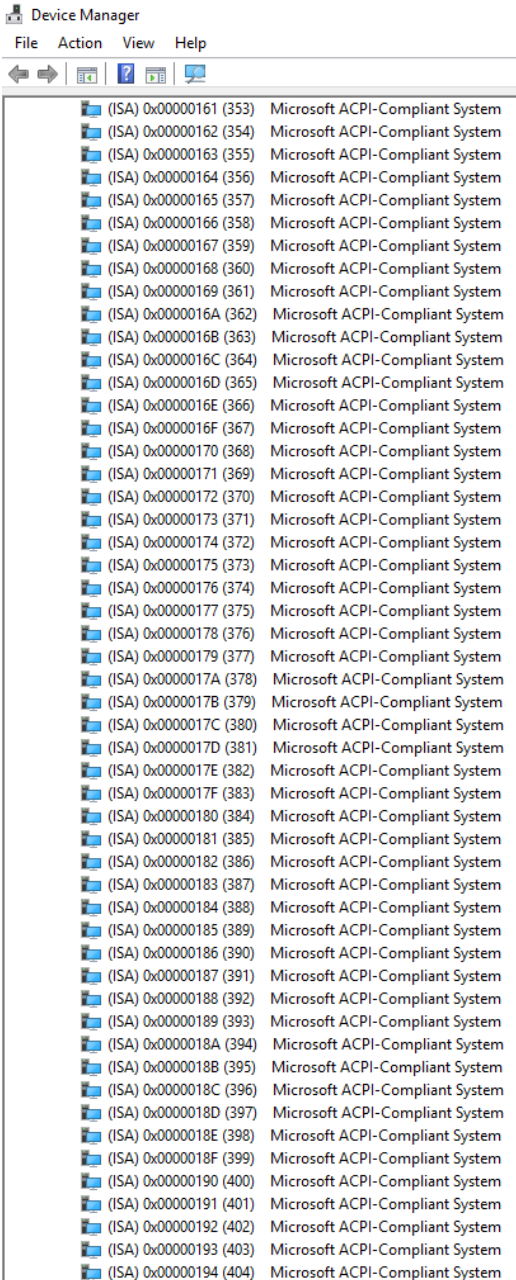 Device Manager
File Action View Help
(ISA) 0x00000161 (353) Microsoft ACPI-Compliant System
(ISA) 0x00000162 (354) Microsoft ACPI-Compliant System
(ISA) 0x00000163 (355) Microsoft ACPI-Compliant System
(ISA) 0x00000164 (356) Microsoft ACPI-Compliant System
(ISA) 0x00000165 (357) Microsoft ACPI-Compliant System
(ISA) 0x00000166 (358) Microsoft ACPI-Compliant System
(ISA) 0x00000167 (359) Microsoft ACPI-Compliant System
(ISA) 0x00000168 (360) Microsoft ACPI-Compliant System
(ISA) 0x00000169 (361) Microsoft ACPI-Compliant System
(ISA) 0x0000016A (362) Microsoft ACPI-Compliant System
(ISA) 0x0000016B (363) Microsoft ACPI-Compliant System
(ISA) 0x0000016C (364) Microsoft ACPI-Compliant System
(ISA) 0x0000016D (365) Microsoft ACPI-Compliant System
(ISA) 0x0000016E (366) Microsoft ACPI-Compliant System
(ISA) 0x0000016F (367) Microsoft ACPI-Compliant System
(ISA) 0x00000170 (368) Microsoft ACPI-Compliant System
(ISA) 0x00000171 (369) Microsoft ACPI-Compliant System
(ISA) 0x00000172 (370) Microsoft ACPI-Compliant System
(ISA) 0x00000173 (371) Microsoft ACPI-Compliant System
(ISA) 0x00000174 (372) Microsoft ACPI-Compliant System
(ISA) 0x00000175 (373) Microsoft ACPI-Compliant System
(ISA) 0x00000176 (374) Microsoft ACPI-Compliant System
(ISA) 0x00000177 (375) Microsoft ACPI-Compliant System
(ISA) 0x00000178 (376) Microsoft ACPI-Compliant System
(ISA) 0x00000179 (377) Microsoft ACPI-Compliant System
(ISA) 0x0000017A (378) Microsoft ACPI-Compliant System
(ISA) 0x0000017B (379) Microsoft ACPI-Compliant System
(ISA) 0x0000017C (380) Microsoft ACPI-Compliant System
(ISA) 0x0000017D (381) Microsoft ACPI-Compliant System
(ISA) 0x0000017E (382) Microsoft ACPI-Compliant System
(ISA) 0x0000017F (383) Microsoft ACPI-Compliant System
(ISA) 0x00000180 (384) Microsoft ACPI-Compliant System
(ISA) 0x00000181 (385) Microsoft ACPI-Compliant System
(ISA) 0x00000182 (386) Microsoft ACPI-Compliant System
(ISA) 0x00000183 (387) Microsoft ACPI-Compliant System
(ISA) 0x00000184 (388) Microsoft ACPI-Compliant System
(ISA) 0x00000185 (389) Microsoft ACPI-Compliant System
(ISA) 0x00000186 (390) Microsoft ACPI-Compliant System
(ISA) 0x00000187 (391) Microsoft ACPI-Compliant System
(ISA) 0x00000188 (392) Microsoft ACPI-Compliant System
(ISA) 0x00000189 (393) Microsoft ACPI-Compliant System
(ISA) 0x0000018A (394) Microsoft ACPI-Compliant System
(ISA) 0x0000018B (395) Microsoft ACPI-Compliant System
(ISA) 0x0000018C (396) Microsoft ACPI-Compliant System
(ISA) 0x0000018D (397) Microsoft ACPI-Compliant System
(ISA) 0x0000018E (398) Microsoft ACPI-Compliant System
(ISA) 0x0000018F (399) Microsoft ACPI-Compliant System
(ISA) 0x00000190 (400) Microsoft ACPI-Compliant System
(ISA) 0x00000191 (401) Microsoft ACPI-Compliant System
(ISA) 0x00000192 (402) Microsoft ACPI-Compliant System
(ISA) 0x00000193 (403) Microsoft ACPI-Compliant System
(ISA) 0x00000194 (404) Microsoft ACPI-Compliant System